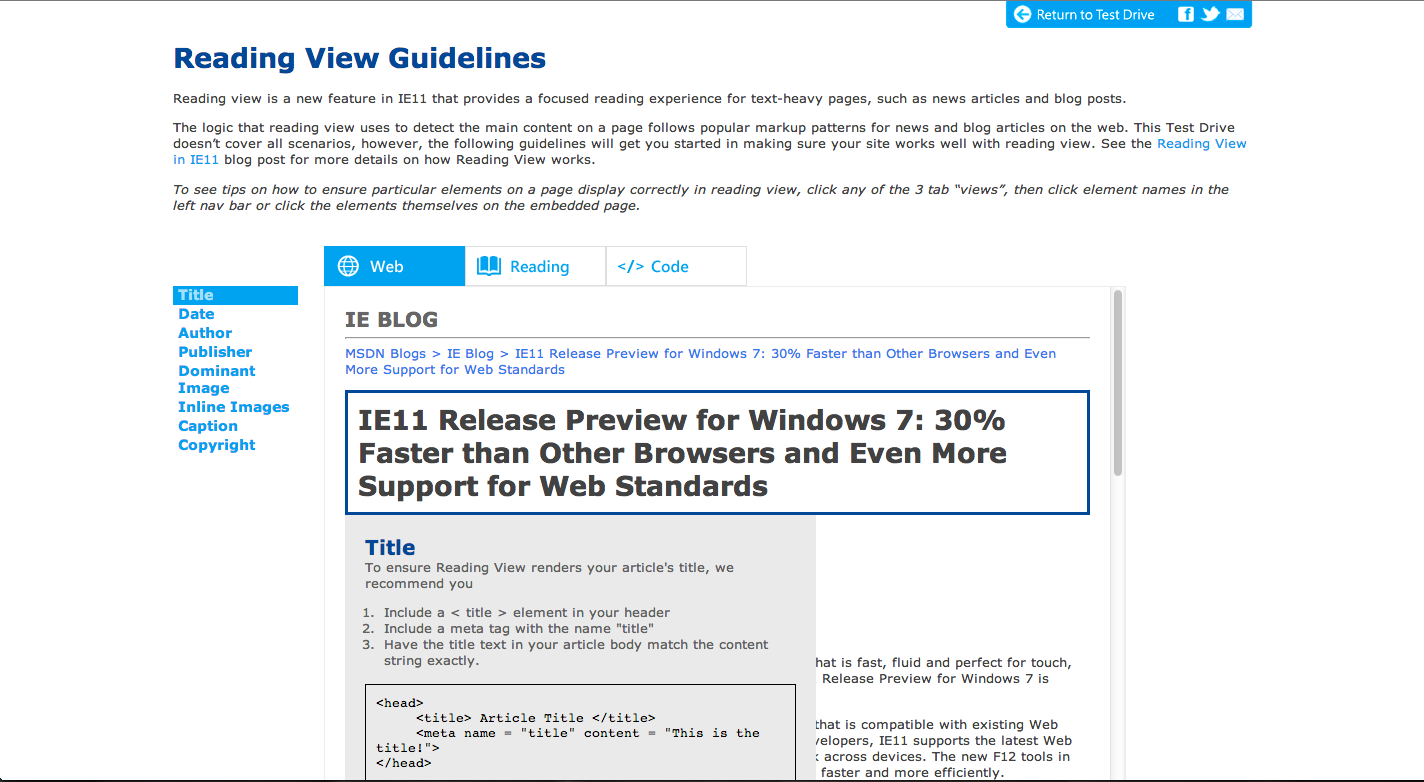 Return to Test Drive
Reading View Guidelines
Reading view is a new feature in IE11 that provides a focused reading experience for text-heavy pages, such as news articles and blog posts.
The logic that reading view uses to detect the main content on a page follows popular markup patterns for news and blog articles on the web. This Test Drive
doesn’t cover all scenarios, however, the following guidelines will get you started in making sure your site works well with reading view. See the Reading View
in IE11 blog post for more details on how Reading View works.
To see tips on how to ensure particular elements on a page display correctly in reading view, click any of the 3 tab “views”, then click element names in the
left nav bar or click the elements themselves on the embedded page.
Web
Reading
</> Code
Title
Date
Author
Publisher
Dominant
Image
Inline Images
Caption
Copyright
IE BLOG
MSDN Blogs > IE Blog > IE11 Release Preview for Windows 7: 30% Faster than Other Browsers and Even
More Support for Web Standards
IE11 Release Preview for Windows 7: 30%
Faster than Other Browsers and Even More
Support for Web Standards
Title
To ensure Reading View renders your article's title, we
recommend you
1. Include a < title > element in your header
2. Include a meta tag with the name "title"
3. Have the title text in your article body match the content
string exactly.
<head>
<title> Article Title </title>
<meta name = "title" content = "This is the
title!">
</head>
hat is fast, fluid and perfect for touch,
Release Preview for Windows 7 is
that is compatible with existing Web
velopers, IE11 supports the latest Web
across devices. The new F12 tools in
faster and more efficiently.